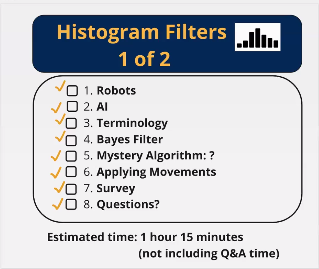 Histogram Filters
1 of 2
1. Robots
2. AI
3. Terminology
4. Bayes Filter
5. Mystery Algorithm: ?
6. Applying Movements
7. Survey
8. Questions?
Estimated time: 1 hour 15 minutes
(not including Q&A time)